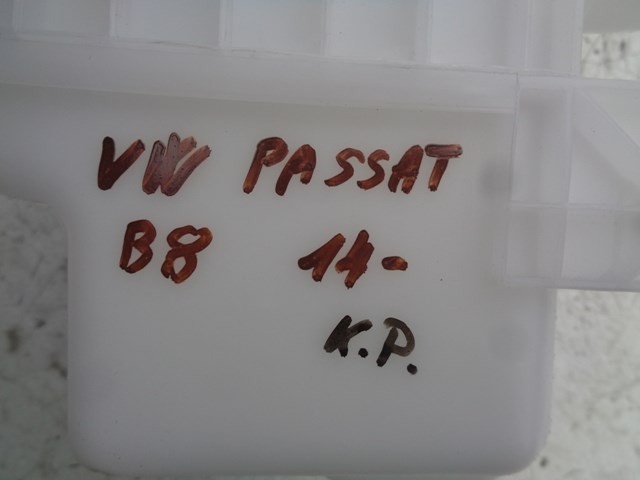 VW PASSAT
B8 14-
K.P.